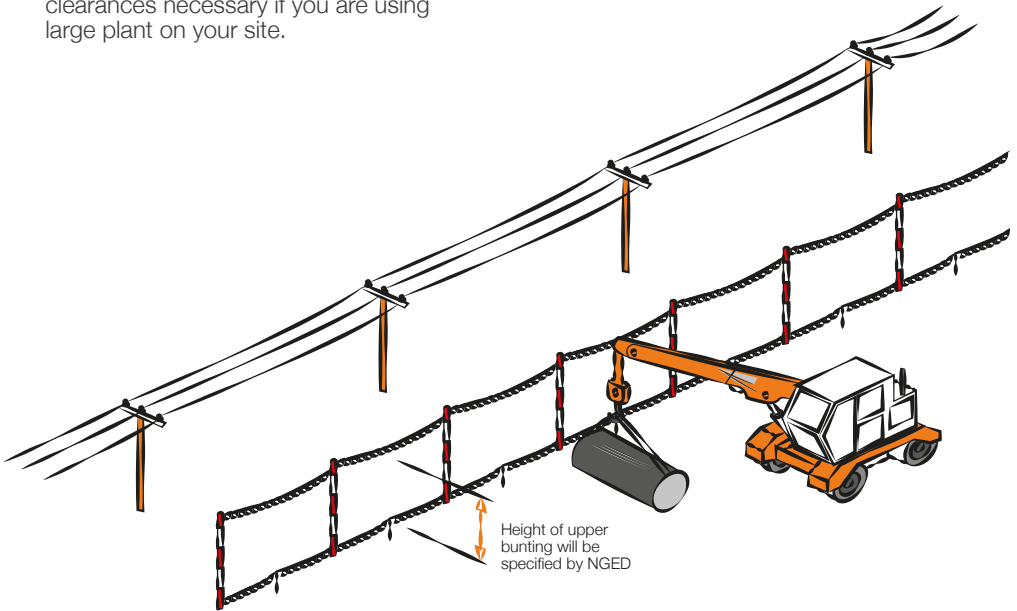 clearances necessary if you are using
large plant on your site.
Height of upper
bunting will be
specified by NGED